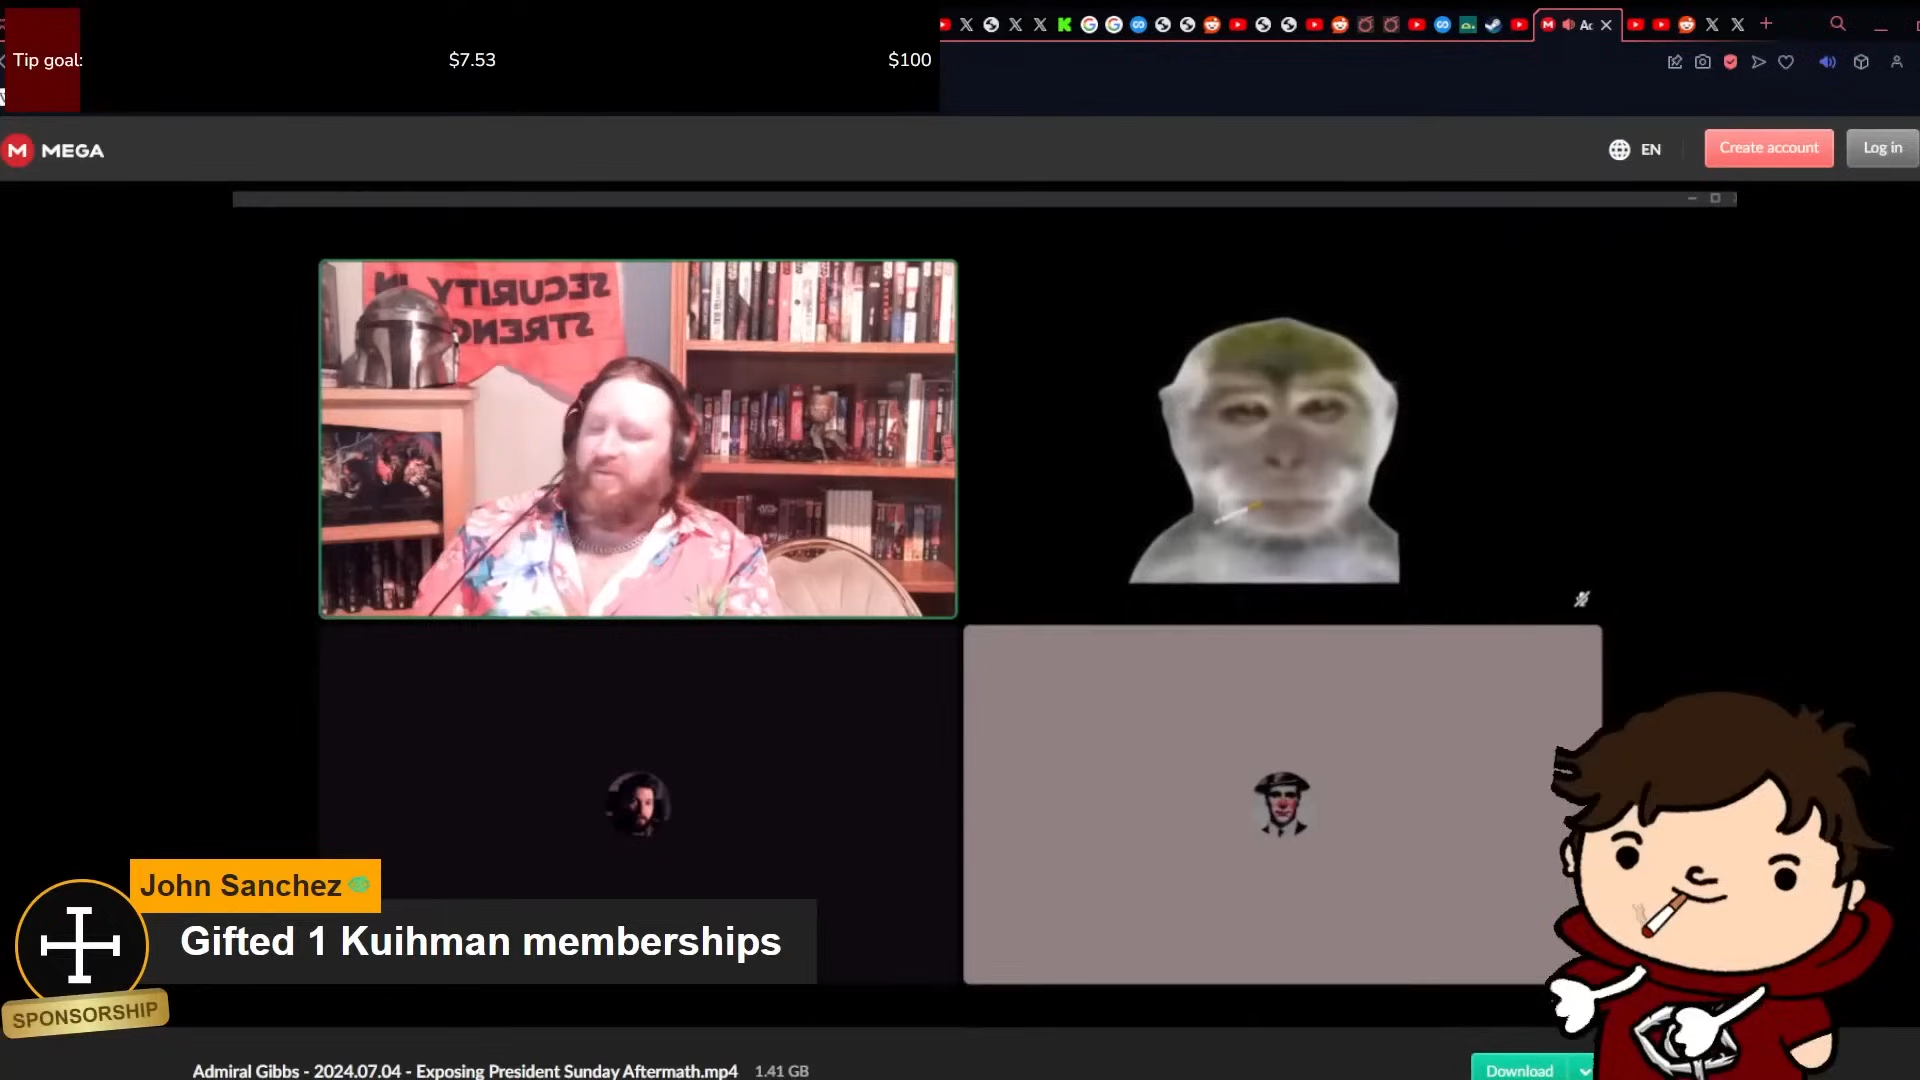 Tip goal:
$7.53
$100
Ac
MEGA
EN
Create account
Log in
SECURITY IN
STRENG
John Sanchez
Gifted 1 Kuihman memberships
SPONSORSHIP
Admiral Gibbs - 2024.07.04 - Exposing President Sunday Aftermath.mp4 1.41 GB
Download